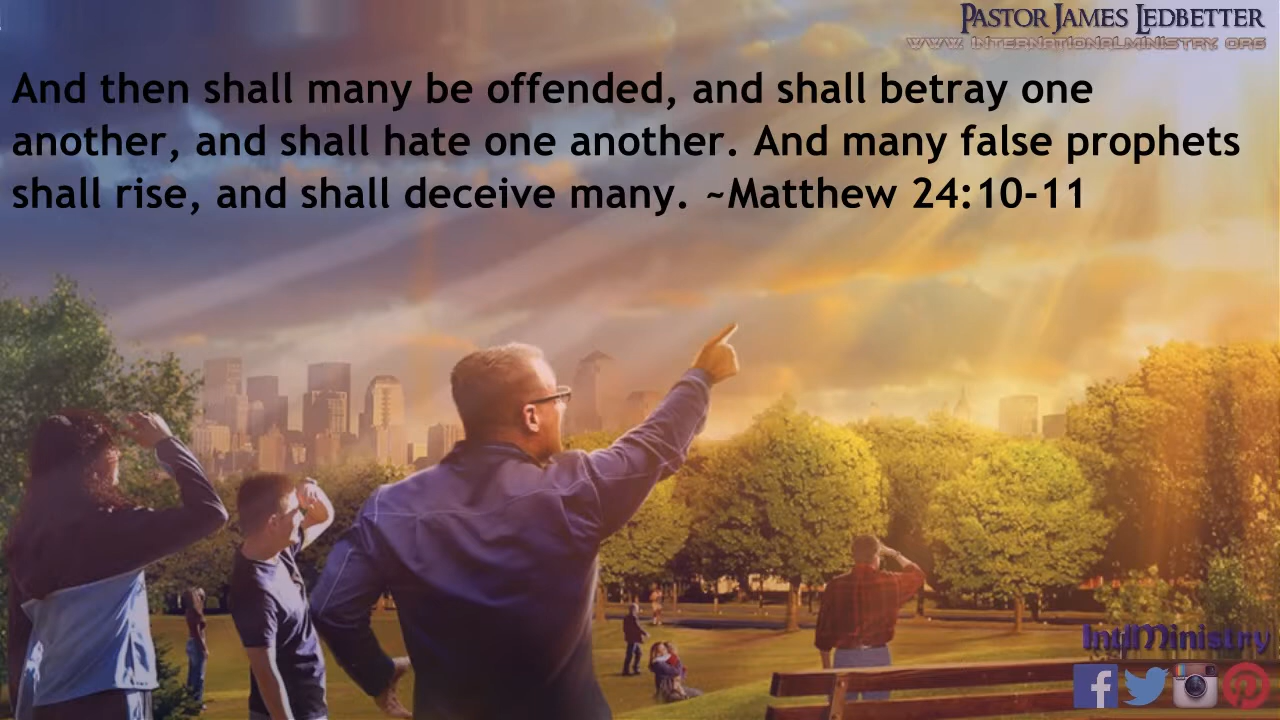 Pastor James Ledbetter
www.internationalministry.org
And then shall many be offended, and shall betray one
another, and shall hate one another. And many false prophets
shall rise, and shall deceive many. ~Matthew 24:10-11
IntlMinistry